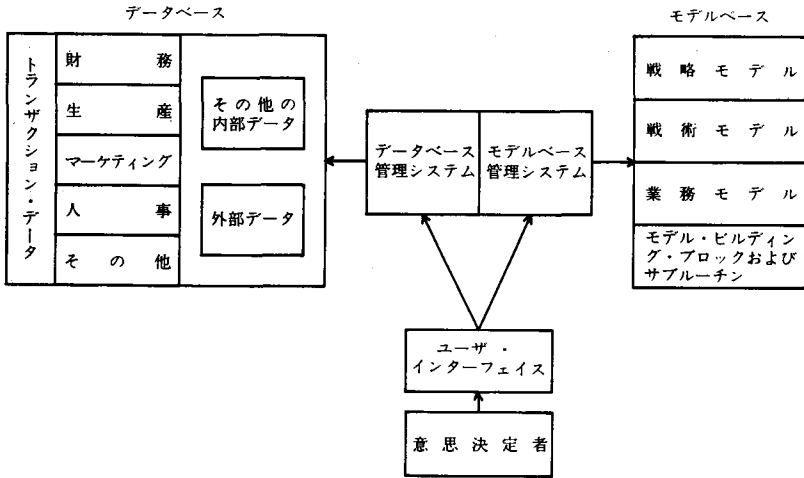 データベース
トランザクション・データ
財務
生産
マーケティング
人事
その他
その他の
内部データ
外部データ
データベース
管理システム
モデルベース
管理システム
モデルベース
戦略モデル
戦術モデル
業務モデル
モデル・ビルディン
グ・ブロックおよび
サブルーチン
ユーザ・
インターフェイス
意思決定者